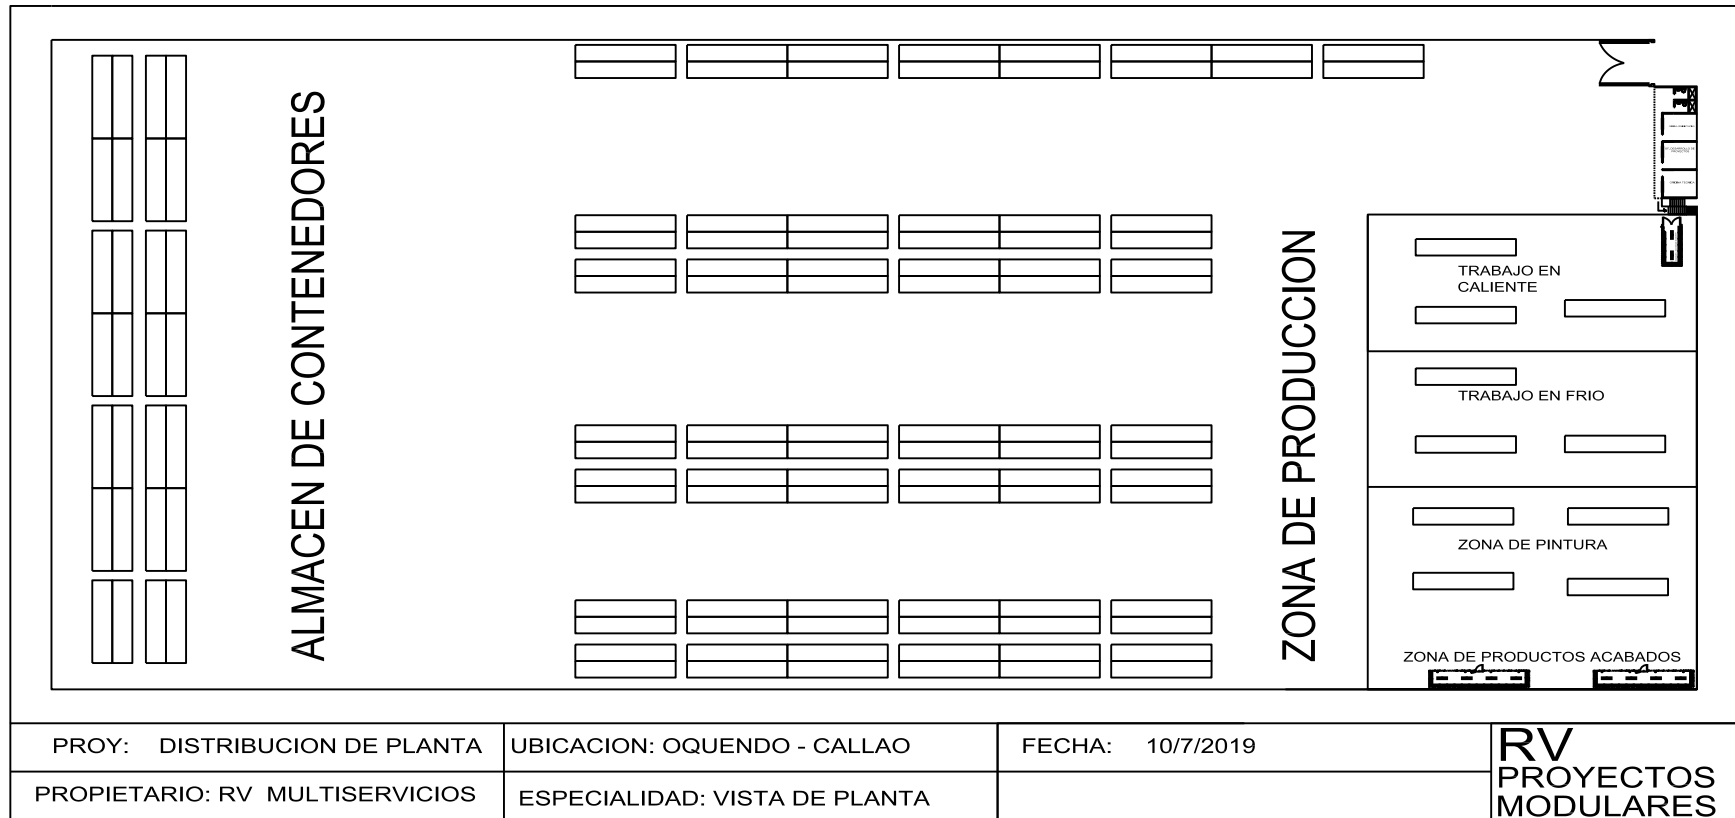 ALMACEN DE CONTENEDORES
ZONA DE PRODUCCION
TRABAJO EN
CALIENTE
TRABAJO EN FRIO
ZONA DE PINTURA
ZONA DE PRODUCTOS ACABADOS
PROY: DISTRIBUCION DE PLANTA
UBICACION: OQUENDO - CALLAO
FECHA: 10/7/2019
PROPIETARIO: RV MULTISERVICIOS
ESPECIALIDAD: VISTA DE PLANTA
RV
PROYECTOS
MODULARES